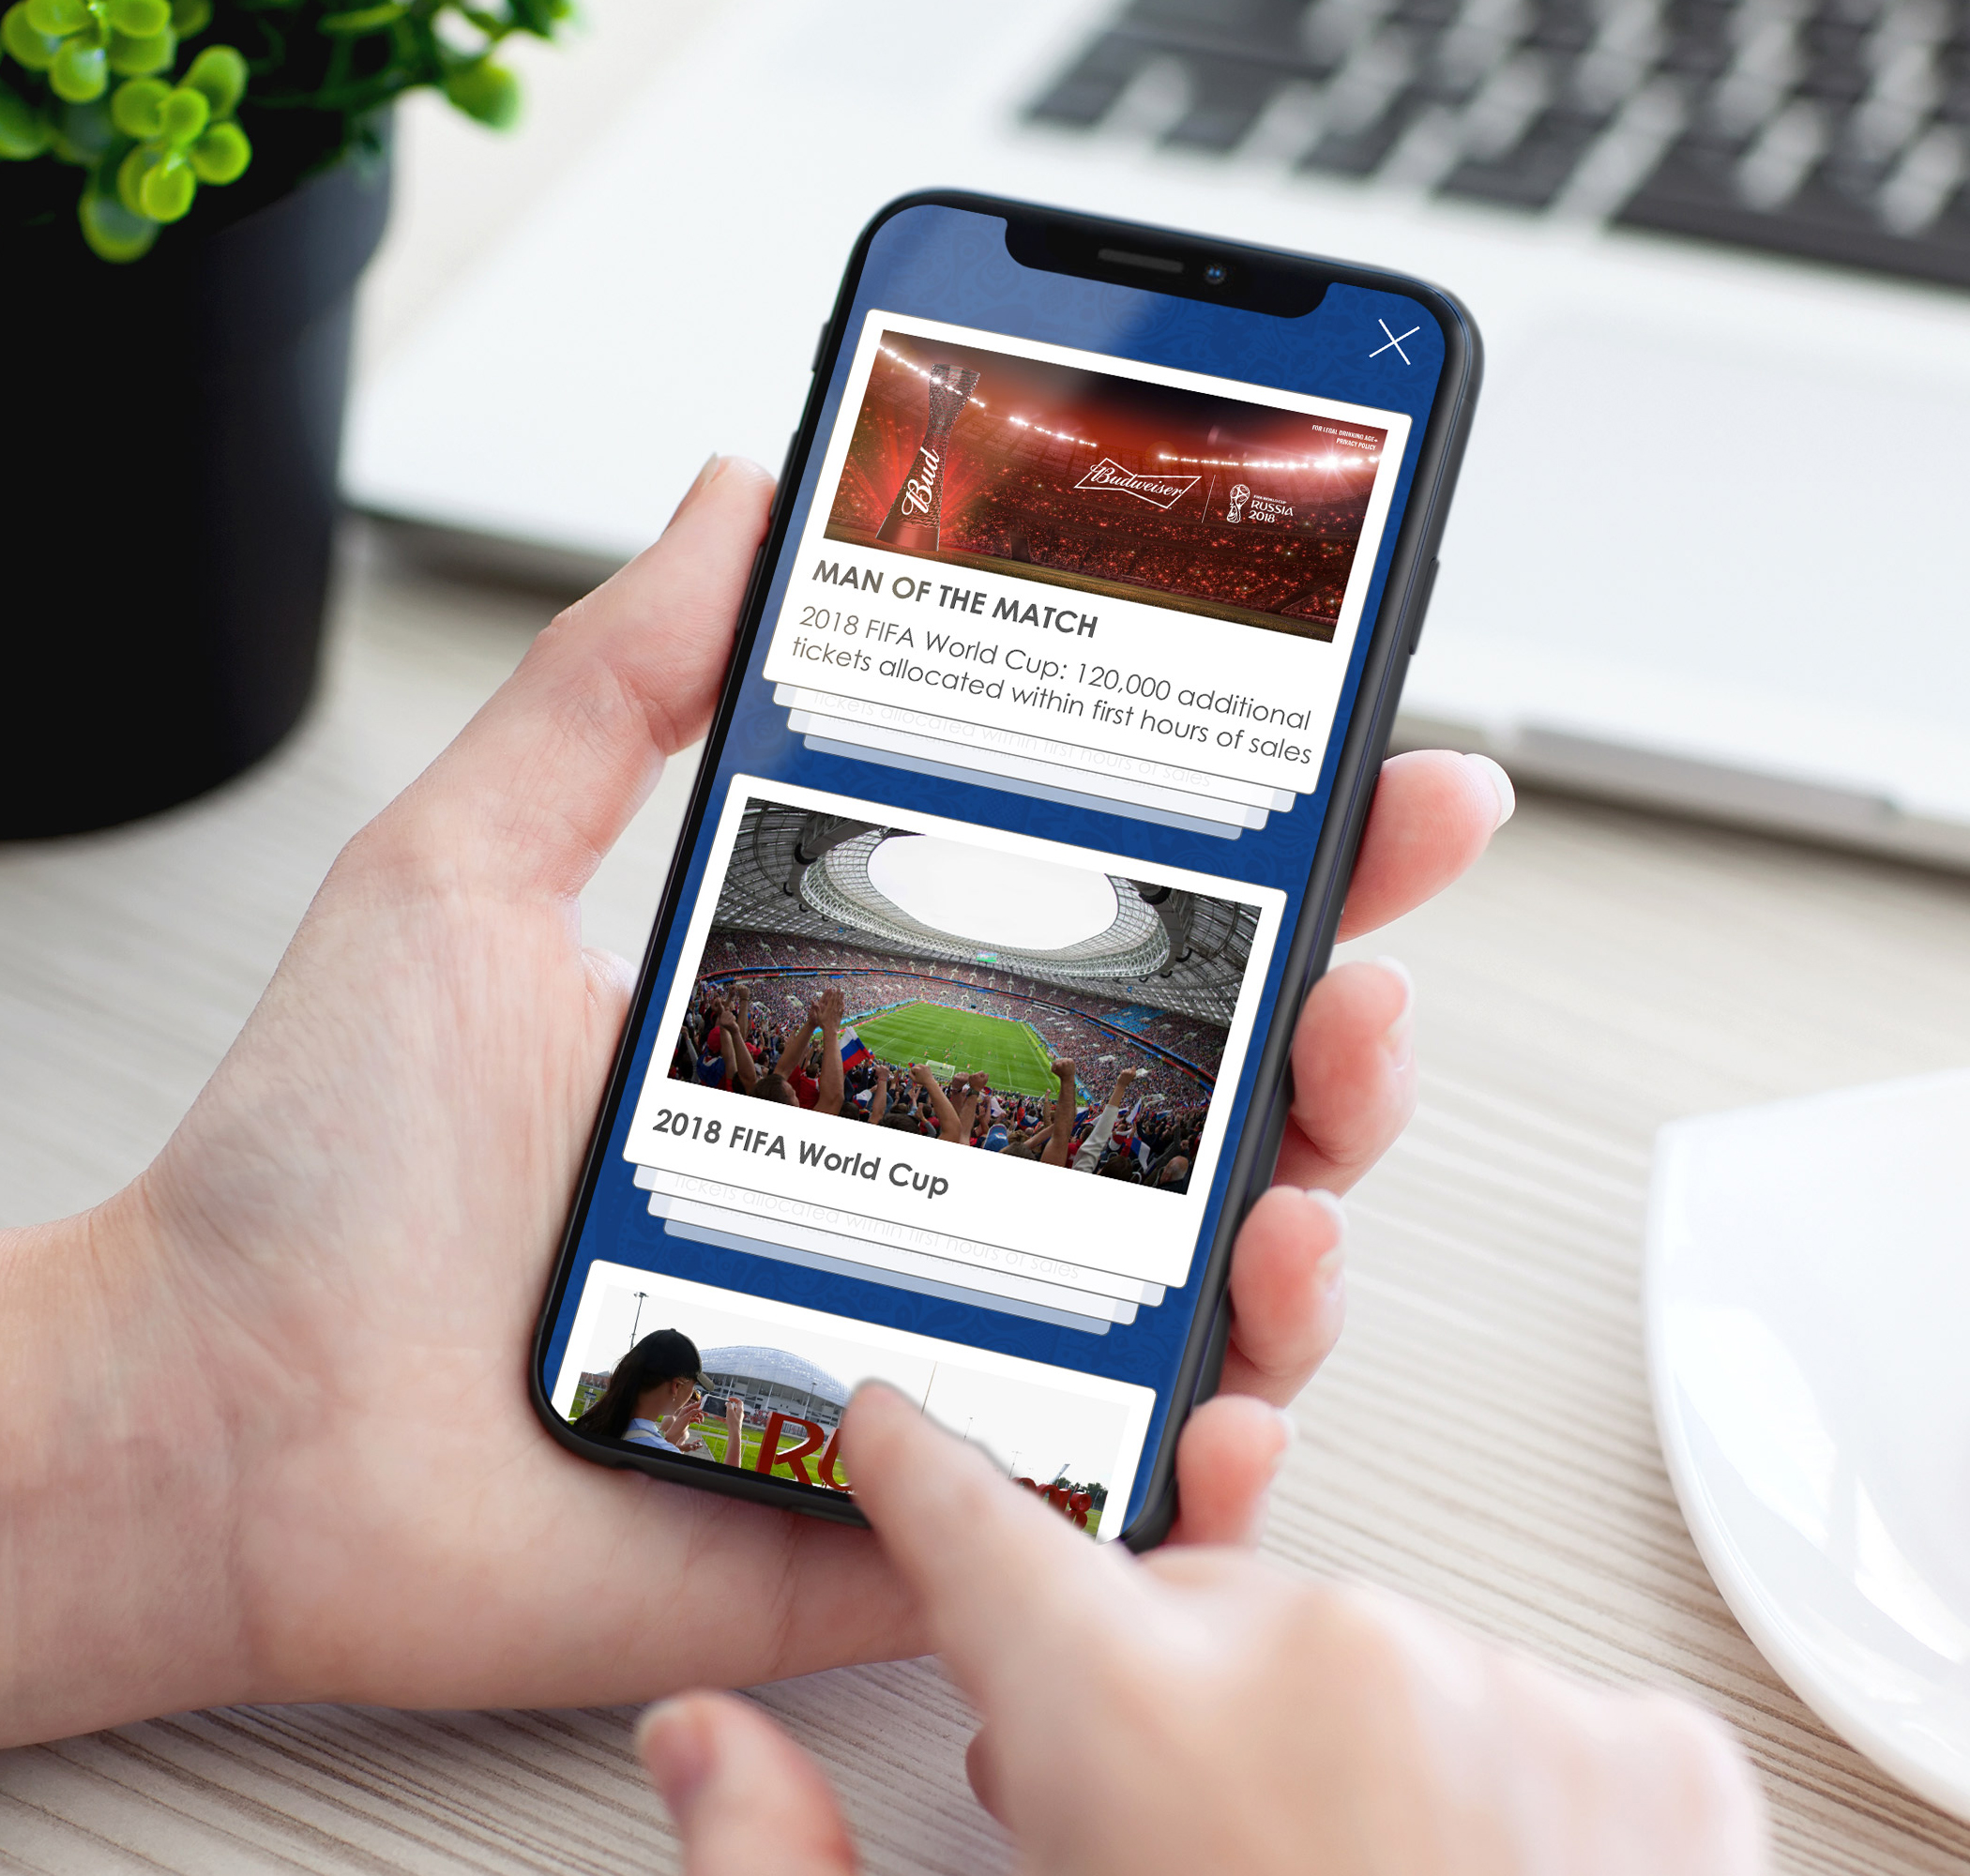 FOR LEGAL DRINKING AGE+
PRIVACY POLICY
Bud
Budweiser
FIFA WORLD CUP
RUSSIA
2018
MAN OF THE MATCH
2018 FIFA World Cup: 120,000 additional
tickets allocated within first hours of sales
tickets allocated within first hours of sales
2018 FIFA World Cup
tickets allocated within first hours of sales